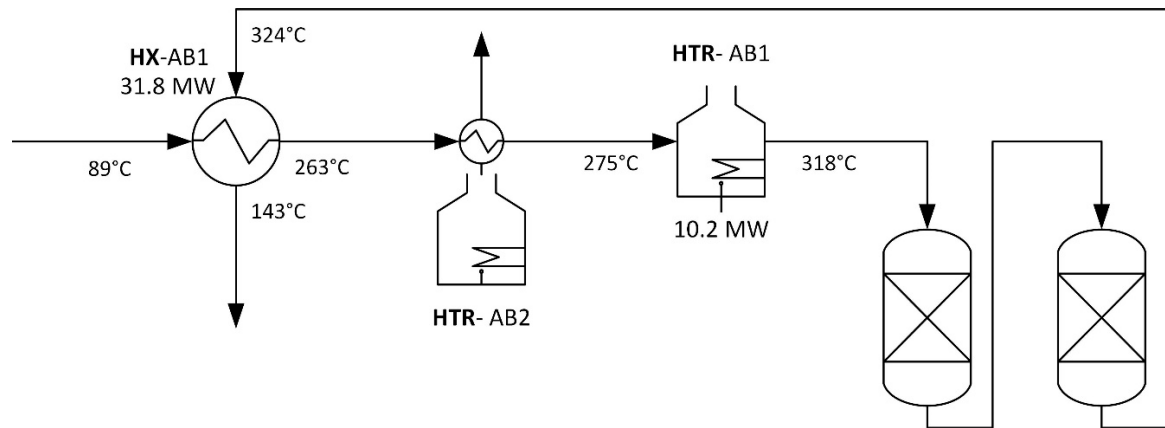 324°C
HX-AB1
31.8 MW
89°C
263°C
143°C
HTR- AB2
275°C
HTR- AB1
10.2 MW
318°C